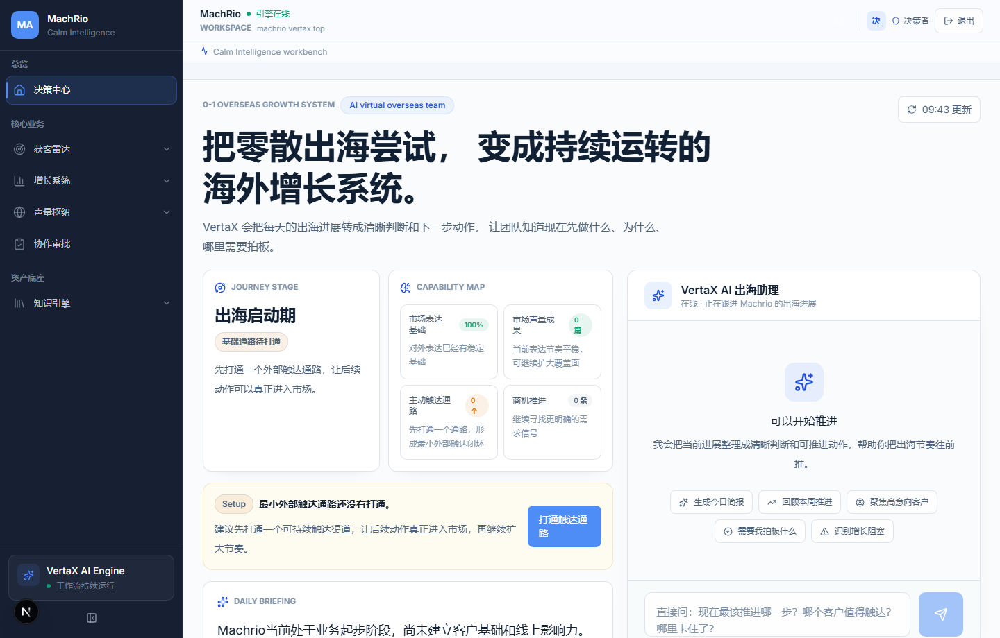 MA
MachRio
Calm Intelligence
总览
决策中心
核心业务
获客雷达
增长系统
声量枢纽
协作审批
资产底座
知识引擎
VertaX AI Engine
工作流持续运行
N
MachRio
引擎在线
WORKSPACE machrio.vertax.top
决
决策者
退出
Calm Intelligence workbench
0-1 OVERSEAS GROWTH SYSTEM
AI virtual overseas team
09:43 更新
把零散出海尝试， 变成持续运转的
海外增长系统。
VertaX 会把每天的出海进展转成清晰判断和下一步动作， 让团队知道现在先做什么、为什么、
哪里需要拍板。
JOURNEY STAGE
出海启动期
基础通路待打通
先打通一个外部触达通路，让后续
动作可以真正进入市场。
CAPABILITY MAP
市场表达
基础
100%
对外表达已经有稳定
基础
市场声量成
果
0
篇
当前表达节奏平稳，
可继续扩大覆盖面
主动触达通
路
0
个
先打通一个通路，形
成最小外部触达闭环
商机推进
0 条
继续寻找更明确的需
求信号
Setup
最小外部触达通路还没有打通。
建议先打通一个可持续触达渠道，让后续动作真正进入市场，再继续扩
大节奏。
打通触达通
路
DAILY BRIEFING
Machrio当前处于业务起步阶段，尚未建立客户基础和线上影响力。
VertaX AI 出海助理
在线 · 正在跟进 Machrio 的出海进展
可以开始推进
我会把当前进展整理成清晰判断和可推进动作，帮助你把出海节奏往前
推。
生成今日简报
回顾本周推进
聚焦高意向客户
需要我拍板什么
识别增长阻塞
直接问：现在最该推进哪一步？哪个客户值得触达？
哪里卡住了？